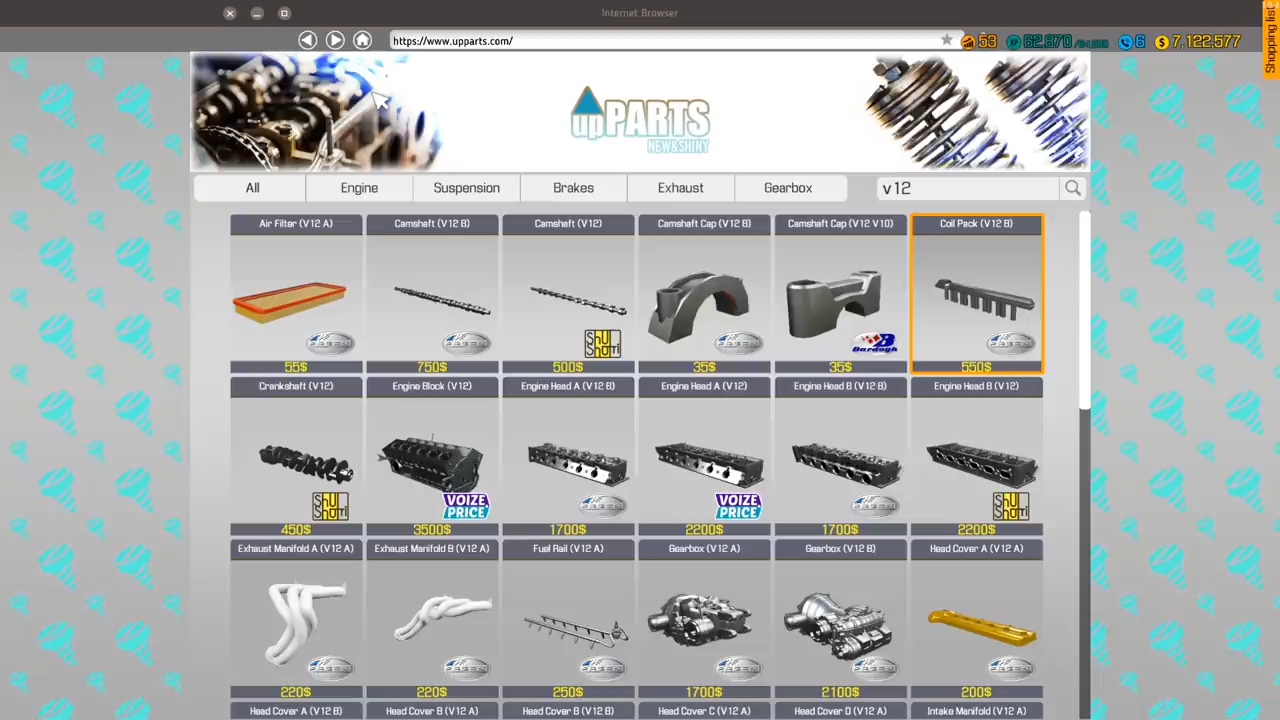 Internet Browser
https://www.upparts.com/
53
6
7,122,577
Shopping list
upPARTS
NEW&SHINY
All
Engine
Suspension
Brakes
Exhaust
Gearbox
v12
Air Filter (V12 A)
Camshaft (V12 B)
Camshaft (V12)
Camshaft Cap (V12 B)
Camshaft Cap (V12 V10)
Coil Pack (V12 B)
Shu
Shu
Bardogh
55$
750$
500$
35$
35$
550$
Crankshaft (V12)
Engine Block (V12)
Engine Head A (V12 B)
Engine Head A (V12)
Engine Head B (V12 B)
Engine Head B (V12)
VOIZE
PRICE
VOIZE
PRICE
450$
3500$
1700$
2200$
1700$
2200$
Exhaust Manifold A (V12 A)
Exhaust Manifold B (V12 A)
Fuel Rail (V12 A)
Gearbox (V12 A)
Gearbox (V12 B)
Head Cover A (V12 A)
220$
220$
250$
1700$
2100$
200$
Head Cover A (V12 B)
Head Cover B (V12 A)
Head Cover B (V12 B)
Head Cover C (V12 A)
Head Cover D (V12 A)
Intake Manifold (V12 A)